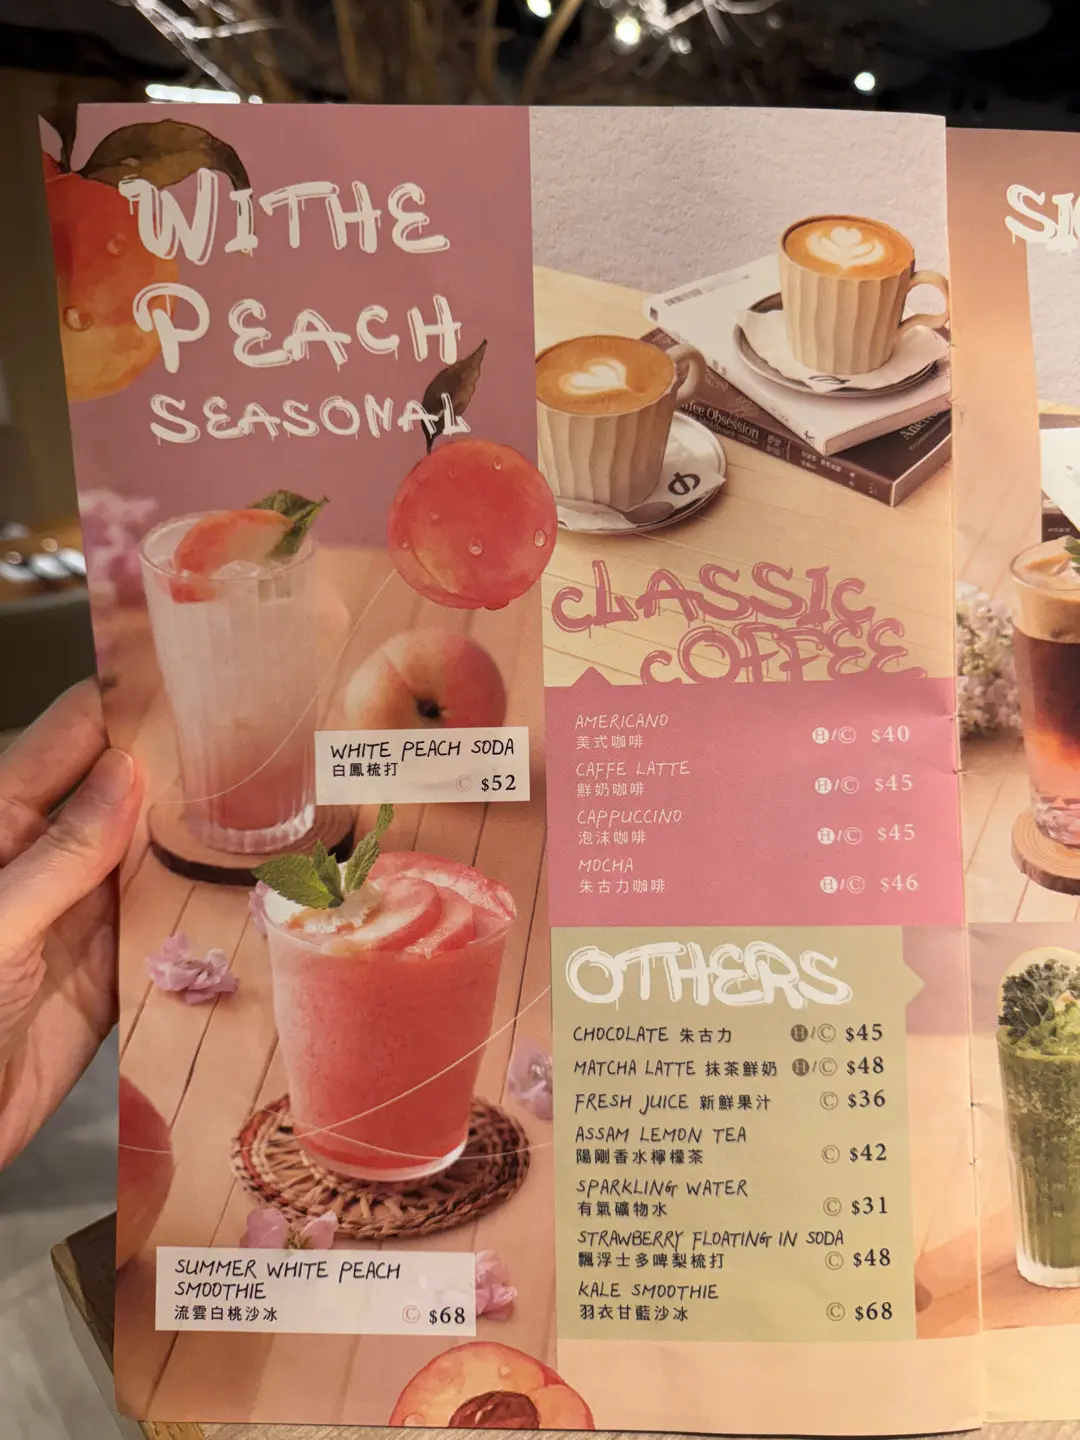 WITHE
PEACH
SEASONAL
WHITE PEACH SODA
白鳳梳打
Ⓒ $52
SUMMER WHITE PEACH
SMOOTHIE
流雲白桃沙冰
Ⓒ $68
Coffee Obsession
CLASSIC
COFFEE
AMERICANO
美式咖啡
Ⓗ/Ⓒ $40
CAFFE LATTE
鮮奶咖啡
Ⓗ/Ⓒ $45
CAPPUCCINO
泡沫咖啡
Ⓗ/Ⓒ $45
MOCHA
朱古力咖啡
Ⓗ/Ⓒ $46
OTHERS
CHOCOLATE 朱古力 Ⓗ/Ⓒ $45
MATCHA LATTE 抹茶鮮奶 Ⓗ/Ⓒ $48
FRESH JUICE 新鮮果汁 Ⓒ $36
ASSAM LEMON TEA
陽剛香水檸檬茶 Ⓒ $42
SPARKLING WATER
有氣礦物水 Ⓒ $31
STRAWBERRY FLOATING IN SODA
飄浮士多啤梨梳打 Ⓒ $48
KALE SMOOTHIE
羽衣甘藍沙冰 Ⓒ $68